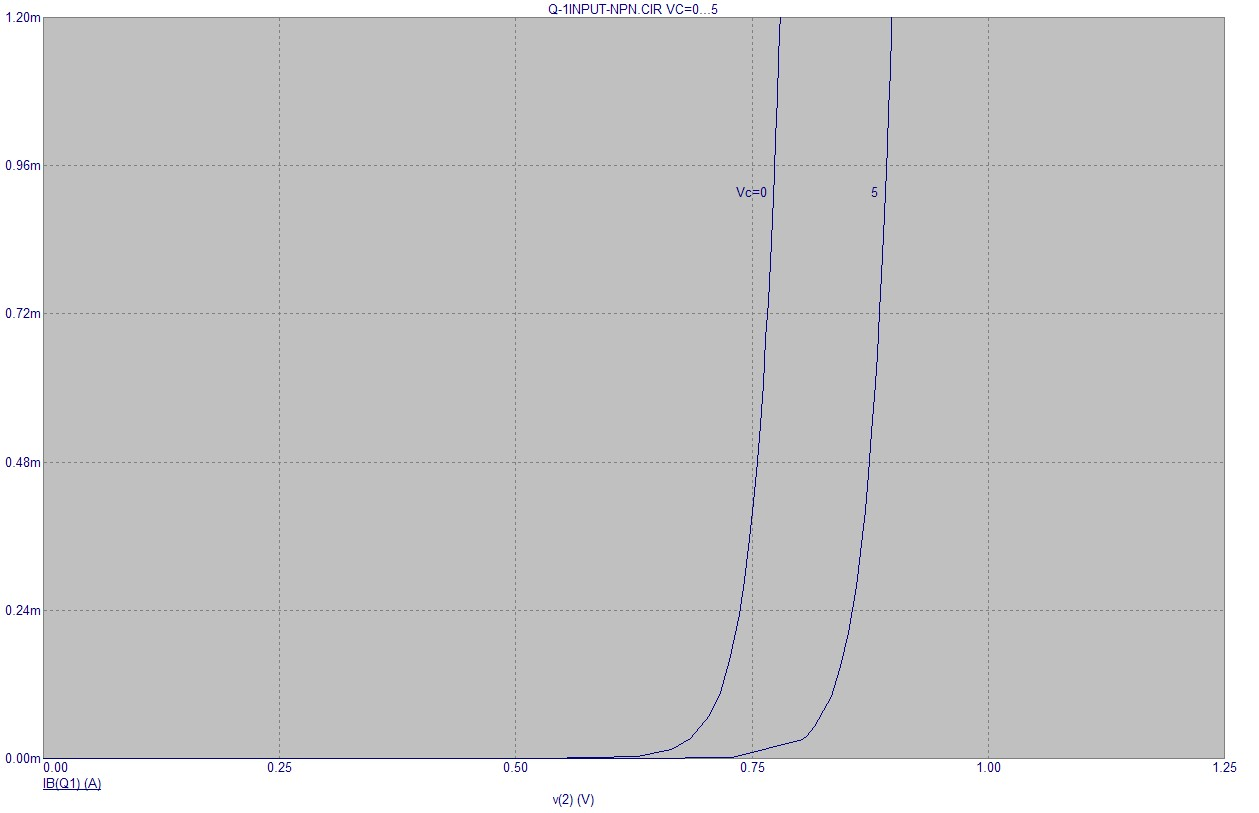 Q-1INPUT-NPN.CIR VC=0...5
1.20m
0.96m
Vc=0 5
0.72m
0.48m
0.24m
0.00m
0.00 0.25 0.50 0.75 1.00 1.25
IB(Q1) (A)
v(2) (V)